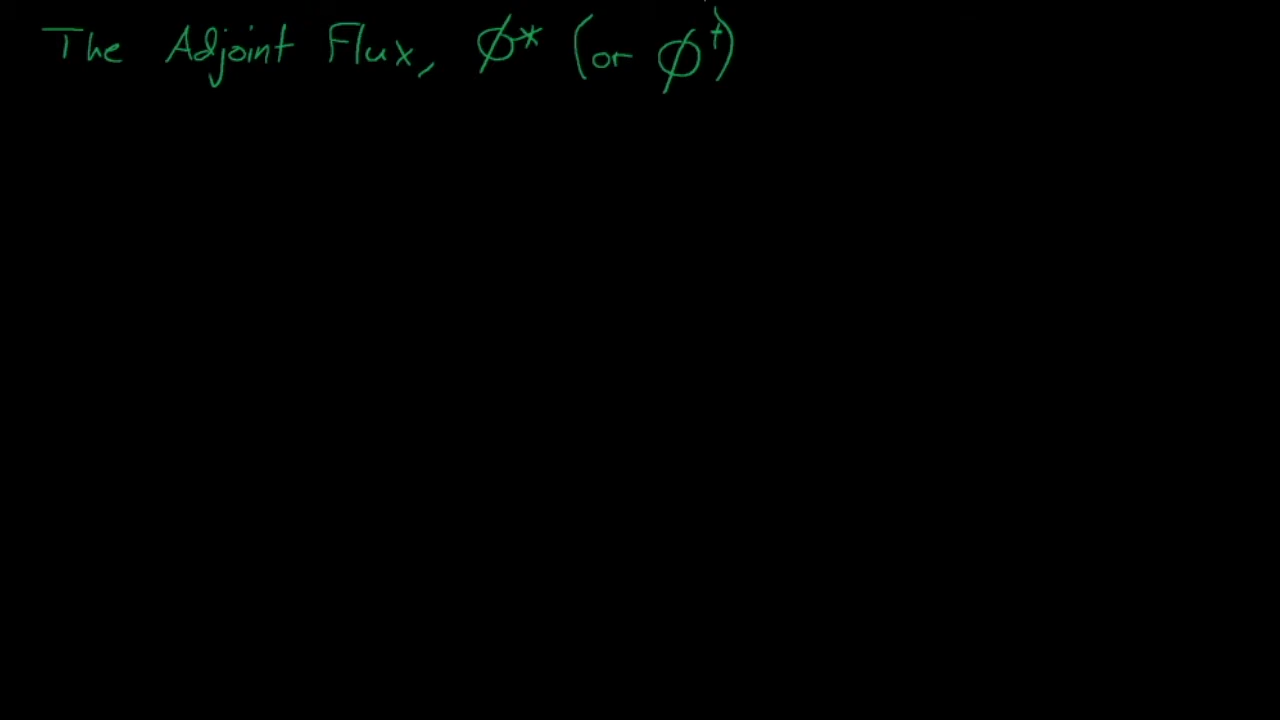 The Adjoint Flux, ϕ* (or ϕ†)